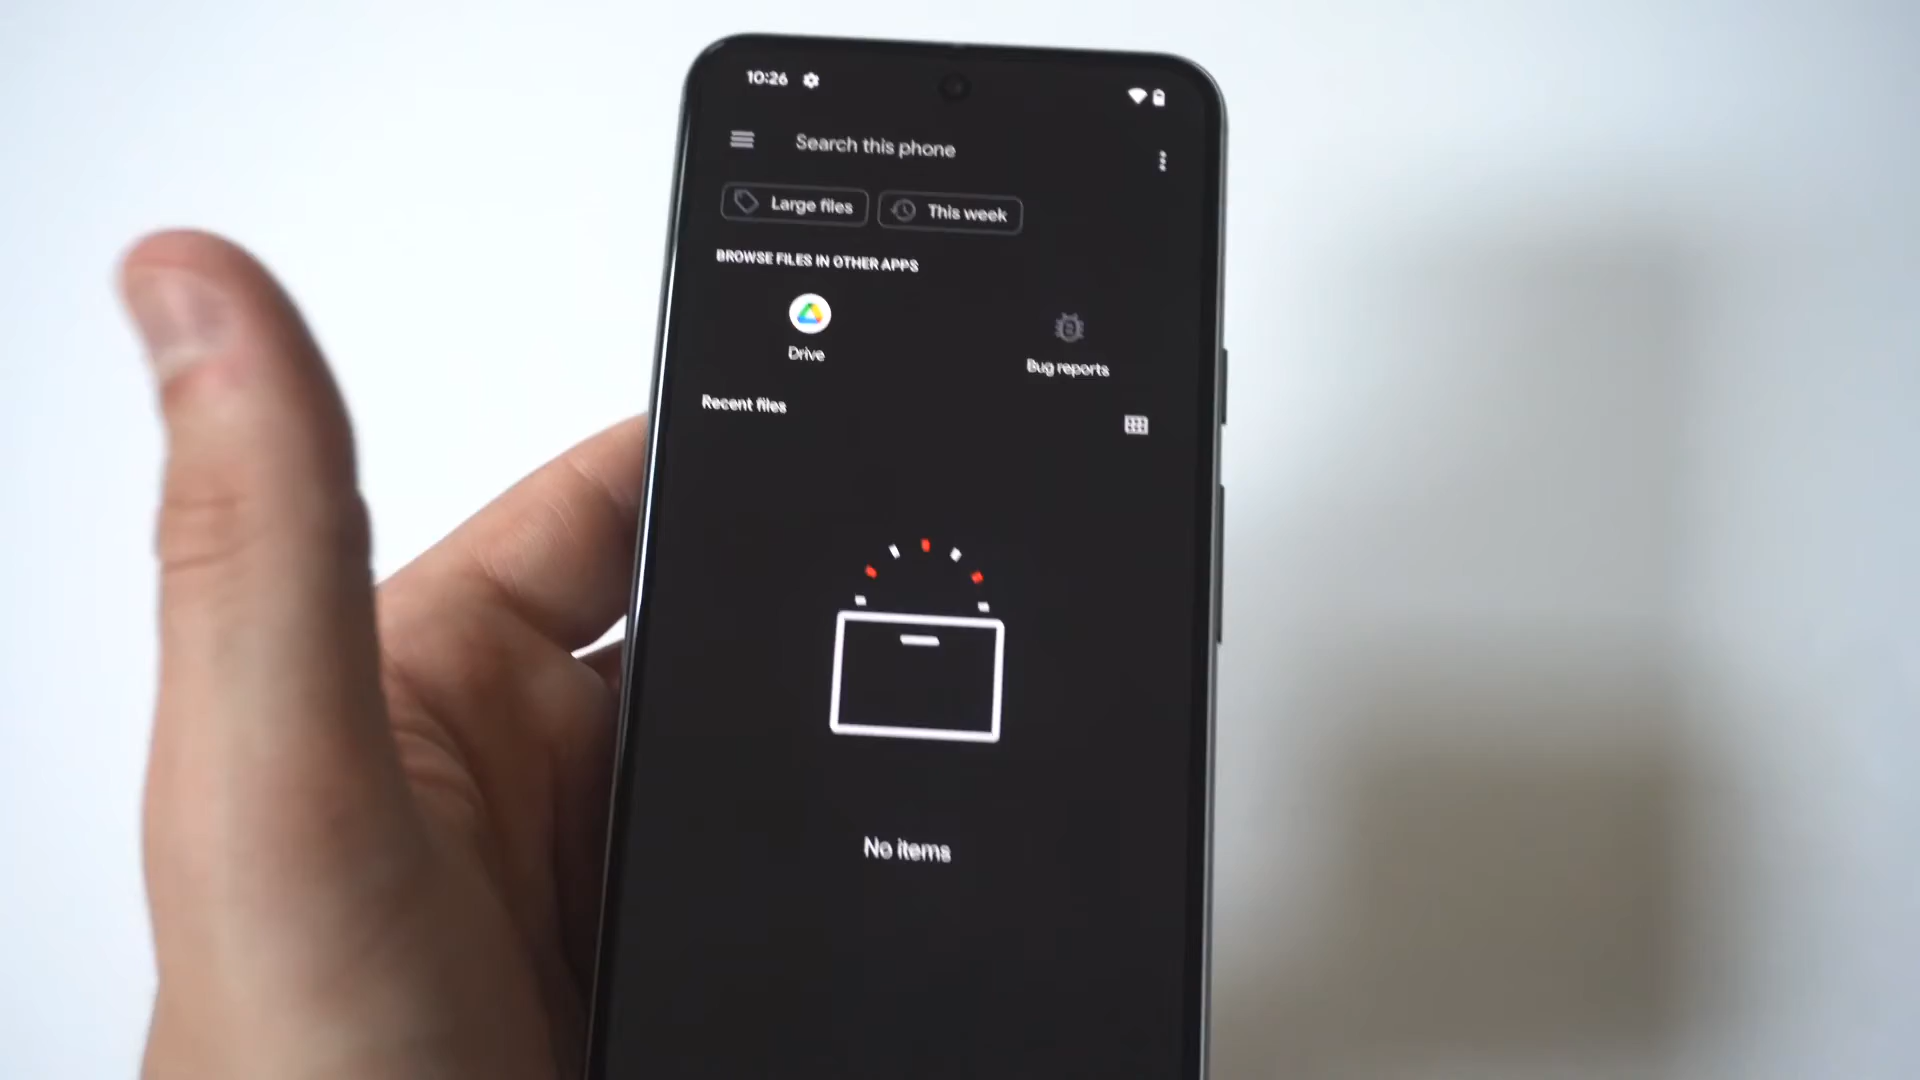 10:26
Search this phone
Large files
This week
BROWSE FILES IN OTHER APPS
Drive
Bug reports
Recent files
No items